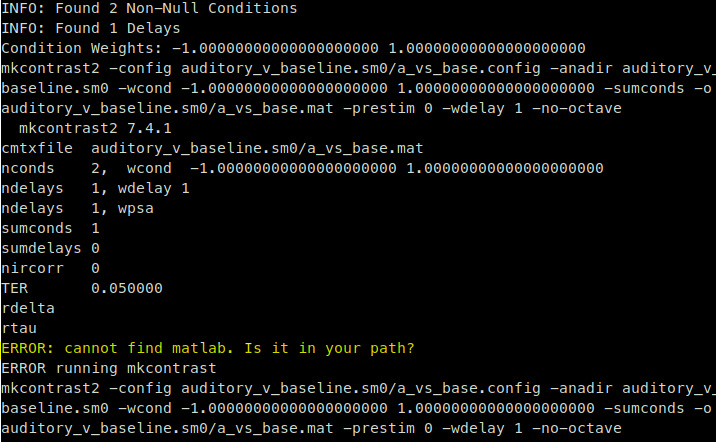 INFO: Found 2 Non-Null Conditions
INFO: Found 1 Delays
Condition Weights: -1.00000000000000000000 1.00000000000000000000
mkcontrast2 -config auditory_v_baseline.sm0/a_vs_base.config -anadir auditory_v_
baseline.sm0 -wcond -1.00000000000000000000 1.00000000000000000000 -sumconds -o
auditory_v_baseline.sm0/a_vs_base.mat -prestim 0 -wdelay 1 -no-octave
  mkcontrast2 7.4.1
cmtxfile  auditory_v_baseline.sm0/a_vs_base.mat
nconds    2,  wcond  -1.00000000000000000000 1.00000000000000000000
ndelays   1, wdelay 1
ndelays   1, wpsa
sumconds  1
sumdelays 0
nircorr   0
TER       0.050000
rdelta
rtau
ERROR: cannot find matlab. Is it in your path?
ERROR running mkcontrast
mkcontrast2 -config auditory_v_baseline.sm0/a_vs_base.config -anadir auditory_v_
baseline.sm0 -wcond -1.00000000000000000000 1.00000000000000000000 -sumconds -o
auditory_v_baseline.sm0/a_vs_base.mat -prestim 0 -wdelay 1 -no-octave